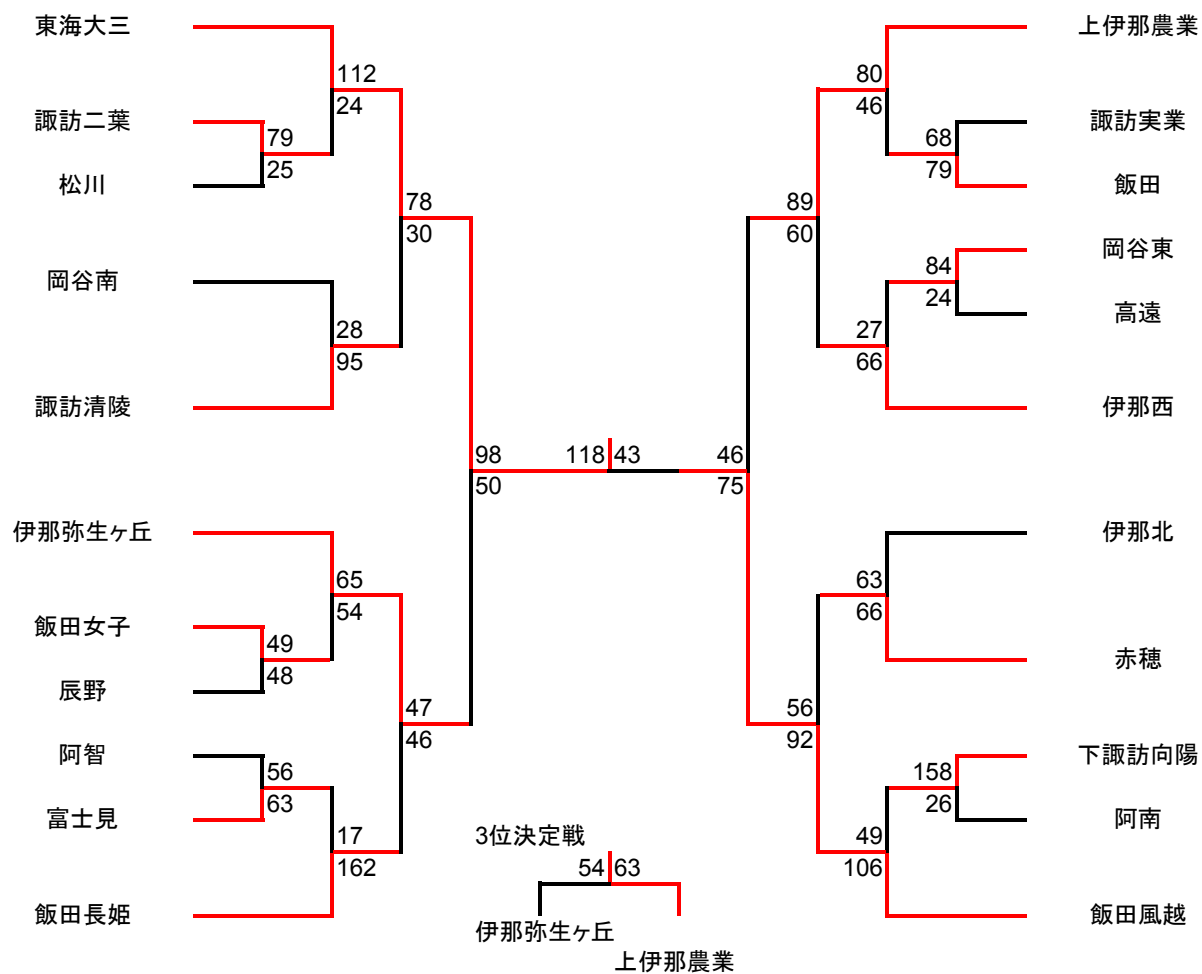 東海大三
諏訪二葉
松川
岡谷南
諏訪清陵
伊那弥生ヶ丘
飯田女子
辰野
阿智
富士見
飯田長姫
112
24
79
25
78
30
28
95
98
50
65
54
49
48
47
46
56
63
17
162
118 43
3位決定戦
54 63
伊那弥生ヶ丘
上伊那農業
46
75
80
46
68
79
89
60
84
24
27
66
63
66
56
92
158
26
49
106
上伊那農業
諏訪実業
飯田
岡谷東
高遠
伊那西
伊那北
赤穂
下諏訪向陽
阿南
飯田風越